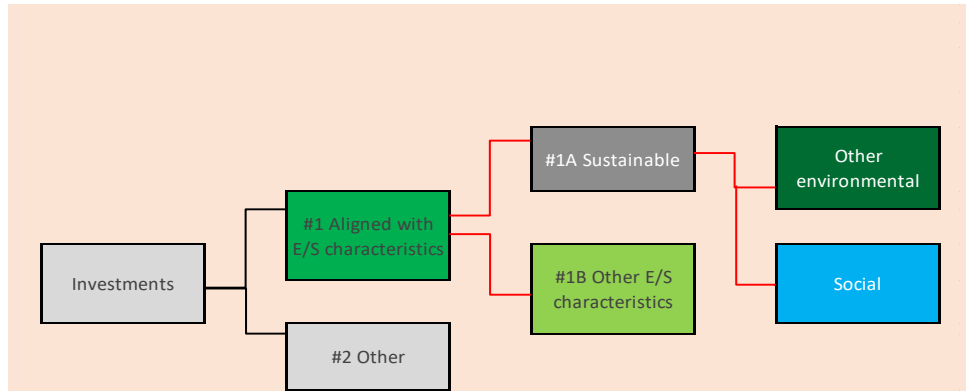 Investments
#1 Aligned with
E/S characteristics
#2 Other
#1A Sustainable
#1B Other E/S
characteristics
Other
environmental
Social